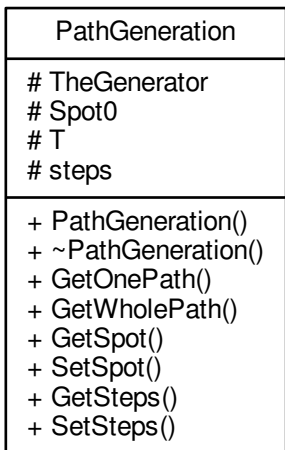 PathGeneration
# TheGenerator
# Spot0
# T
# steps
+ PathGeneration()
+ ~PathGeneration()
+ GetOnePath()
+ GetWholePath()
+ GetSpot()
+ SetSpot()
+ GetSteps()
+ SetSteps()